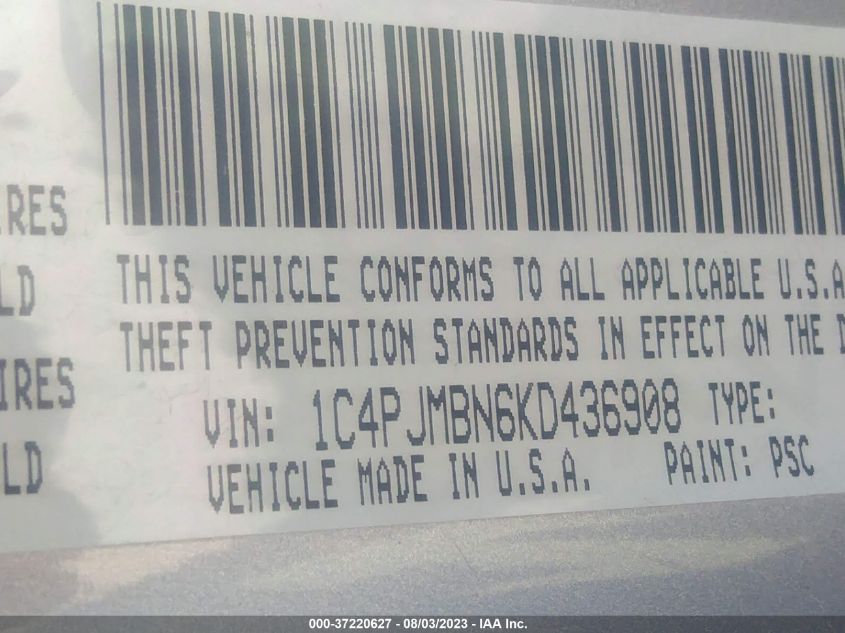 IRES
LD
THIS VEHICLE CONFORMS TO ALL APPLICABLE U.S.A
THEFT PREVENTION STANDARDS IN EFFECT ON THE D
IRES
LD
VIN: 1C4PJMBN6KD436908 TYPE:
VEHICLE MADE IN U.S.A. PAINT: PSC
000-37220627 - 08/03/2023 - IAA Inc.